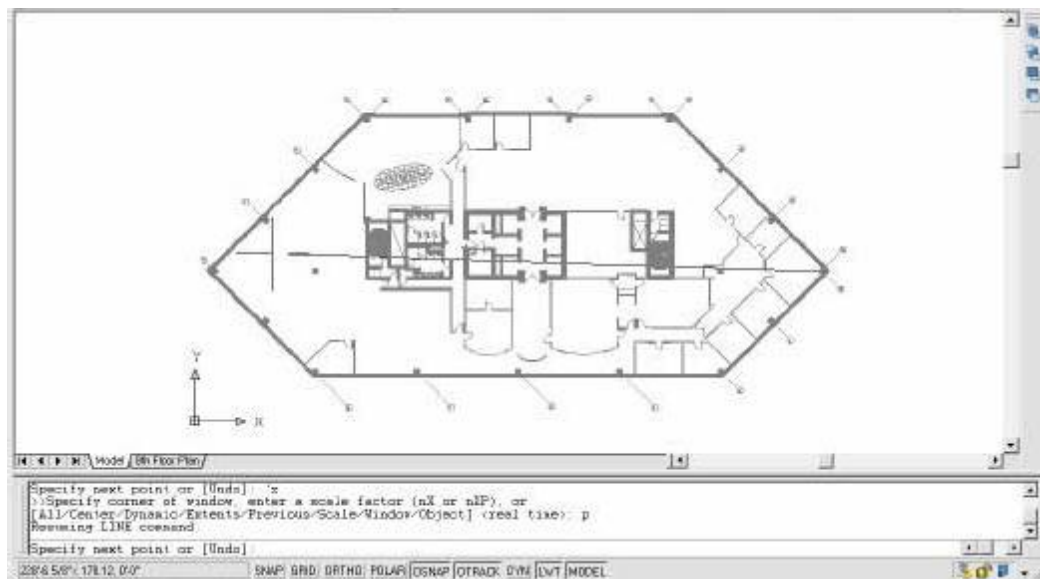 Y
X
Model / 8th Floor Plan /
Specify next point or [Undo]: 'z
>>Specify corner of window, enter a scale factor (nX or nXP), or
[All/Center/Dynamic/Extents/Previous/Scale/Window/Object] <real time>: p
Resuming LINE command.
Specify next point or [Undo]:
SNAP GRID ORTHO POLAR OSNAP OTRACK DYN LWT MODEL